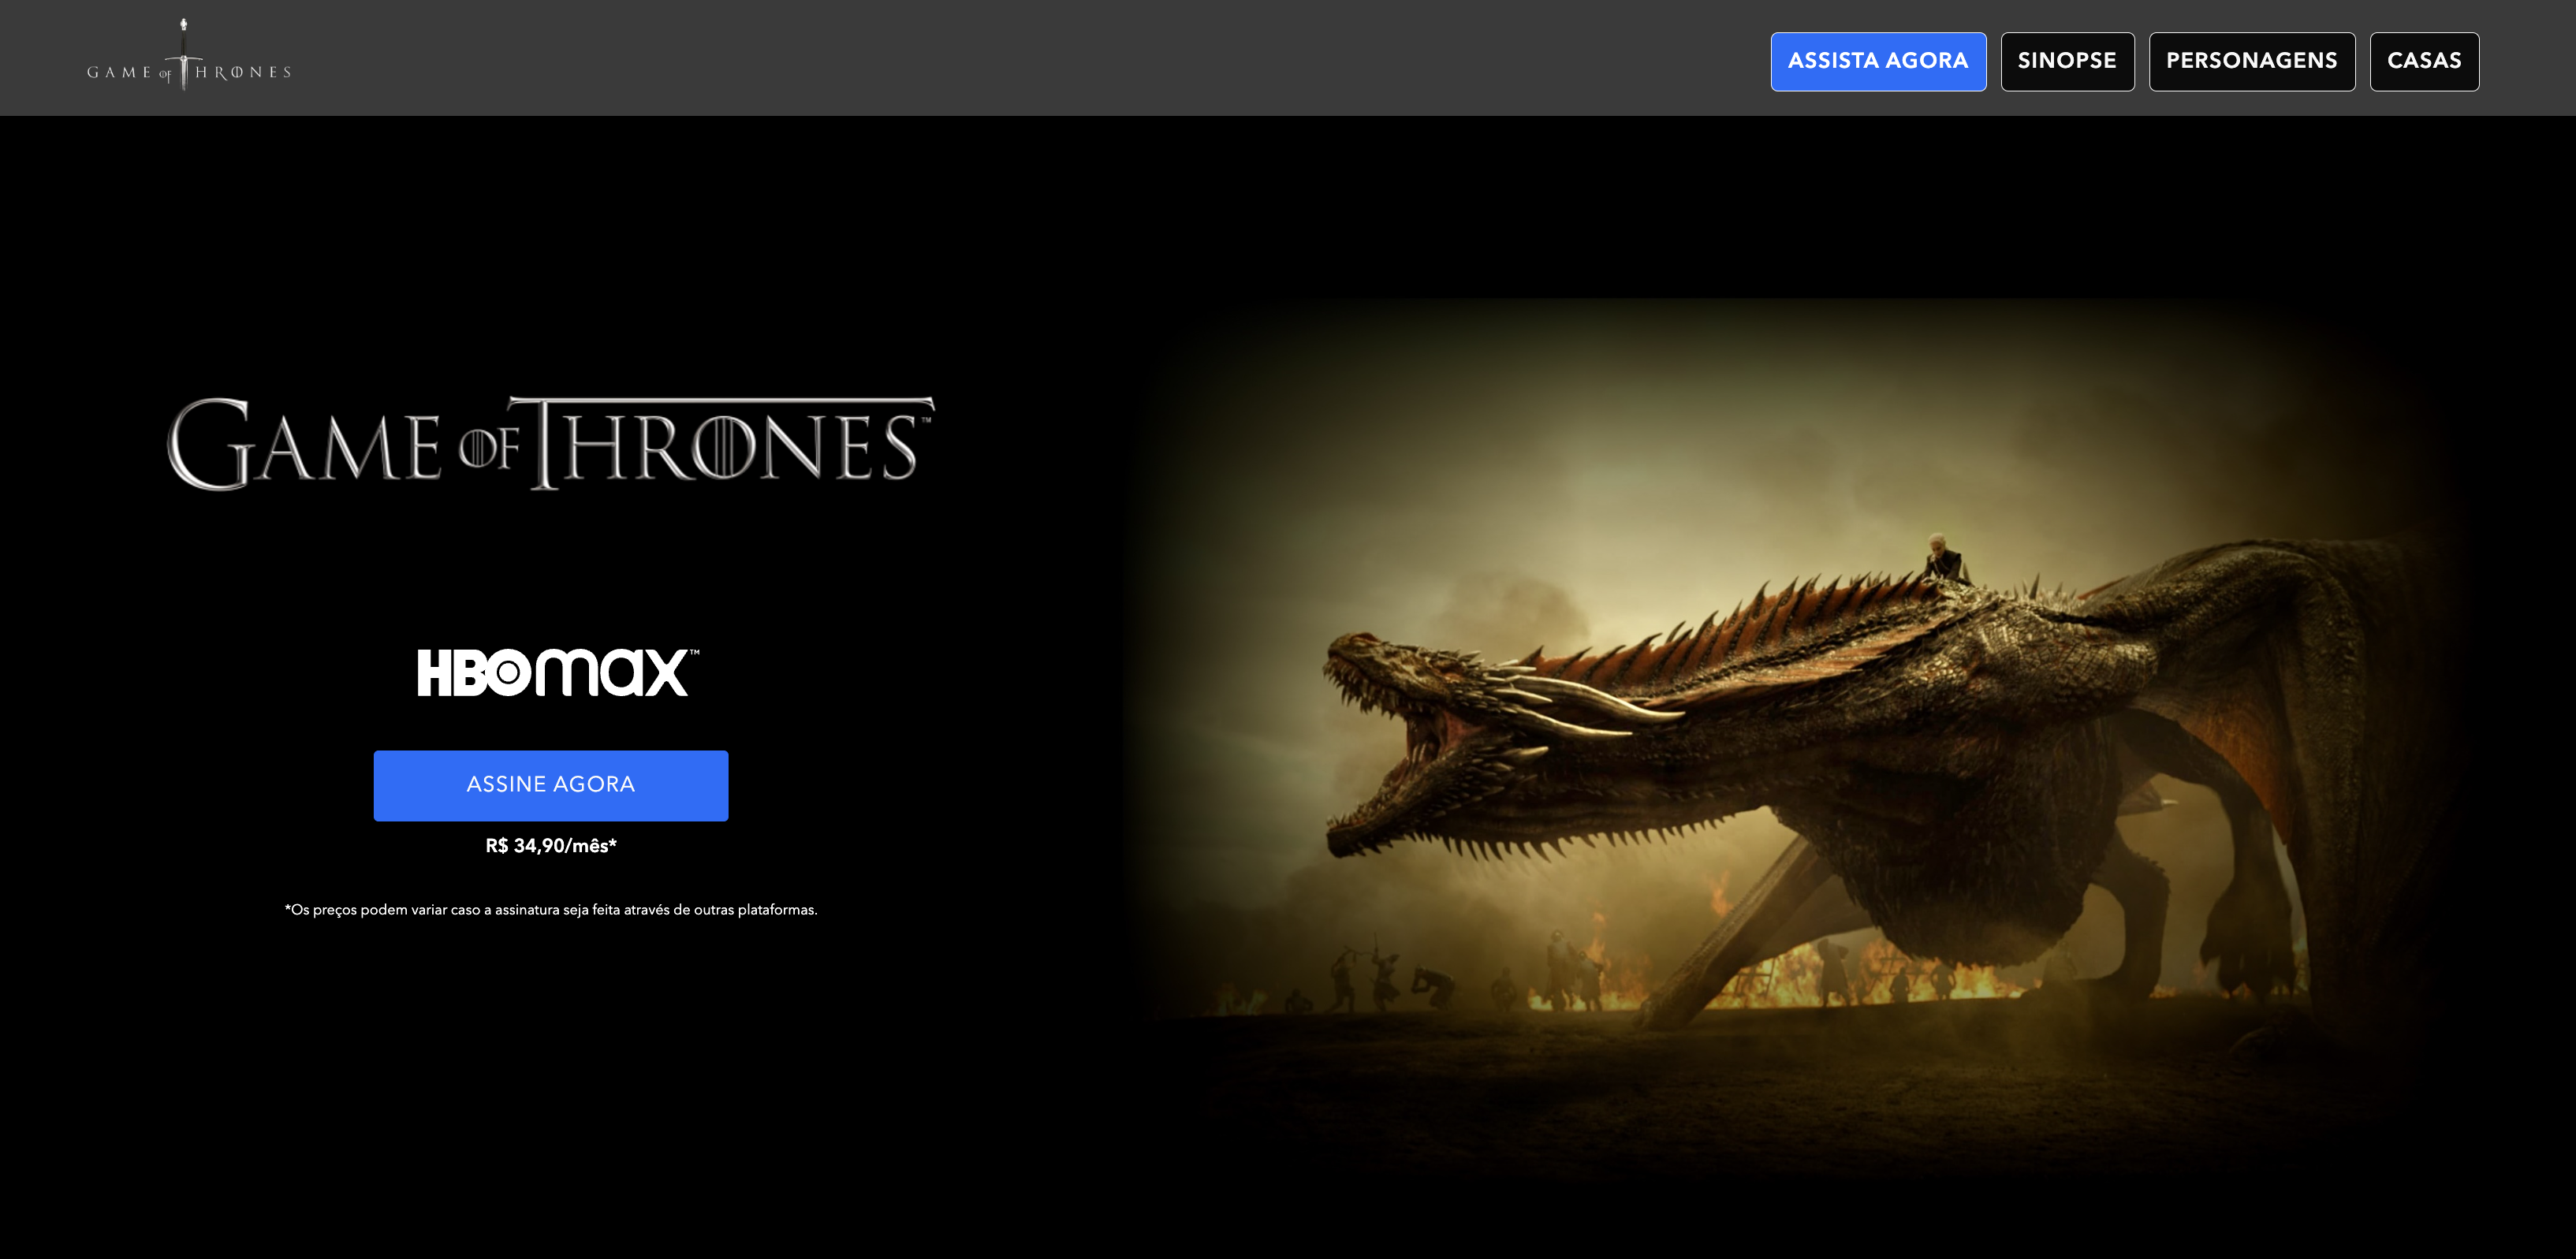 GAME OF THRONES
ASSISTA AGORA
SINOPSE
PERSONAGENS
CASAS
GAME OF THRONES™
HBOmax™
ASSINE AGORA
R$ 34,90/mês*
*Os preços podem variar caso a assinatura seja feita através de outras plataformas.